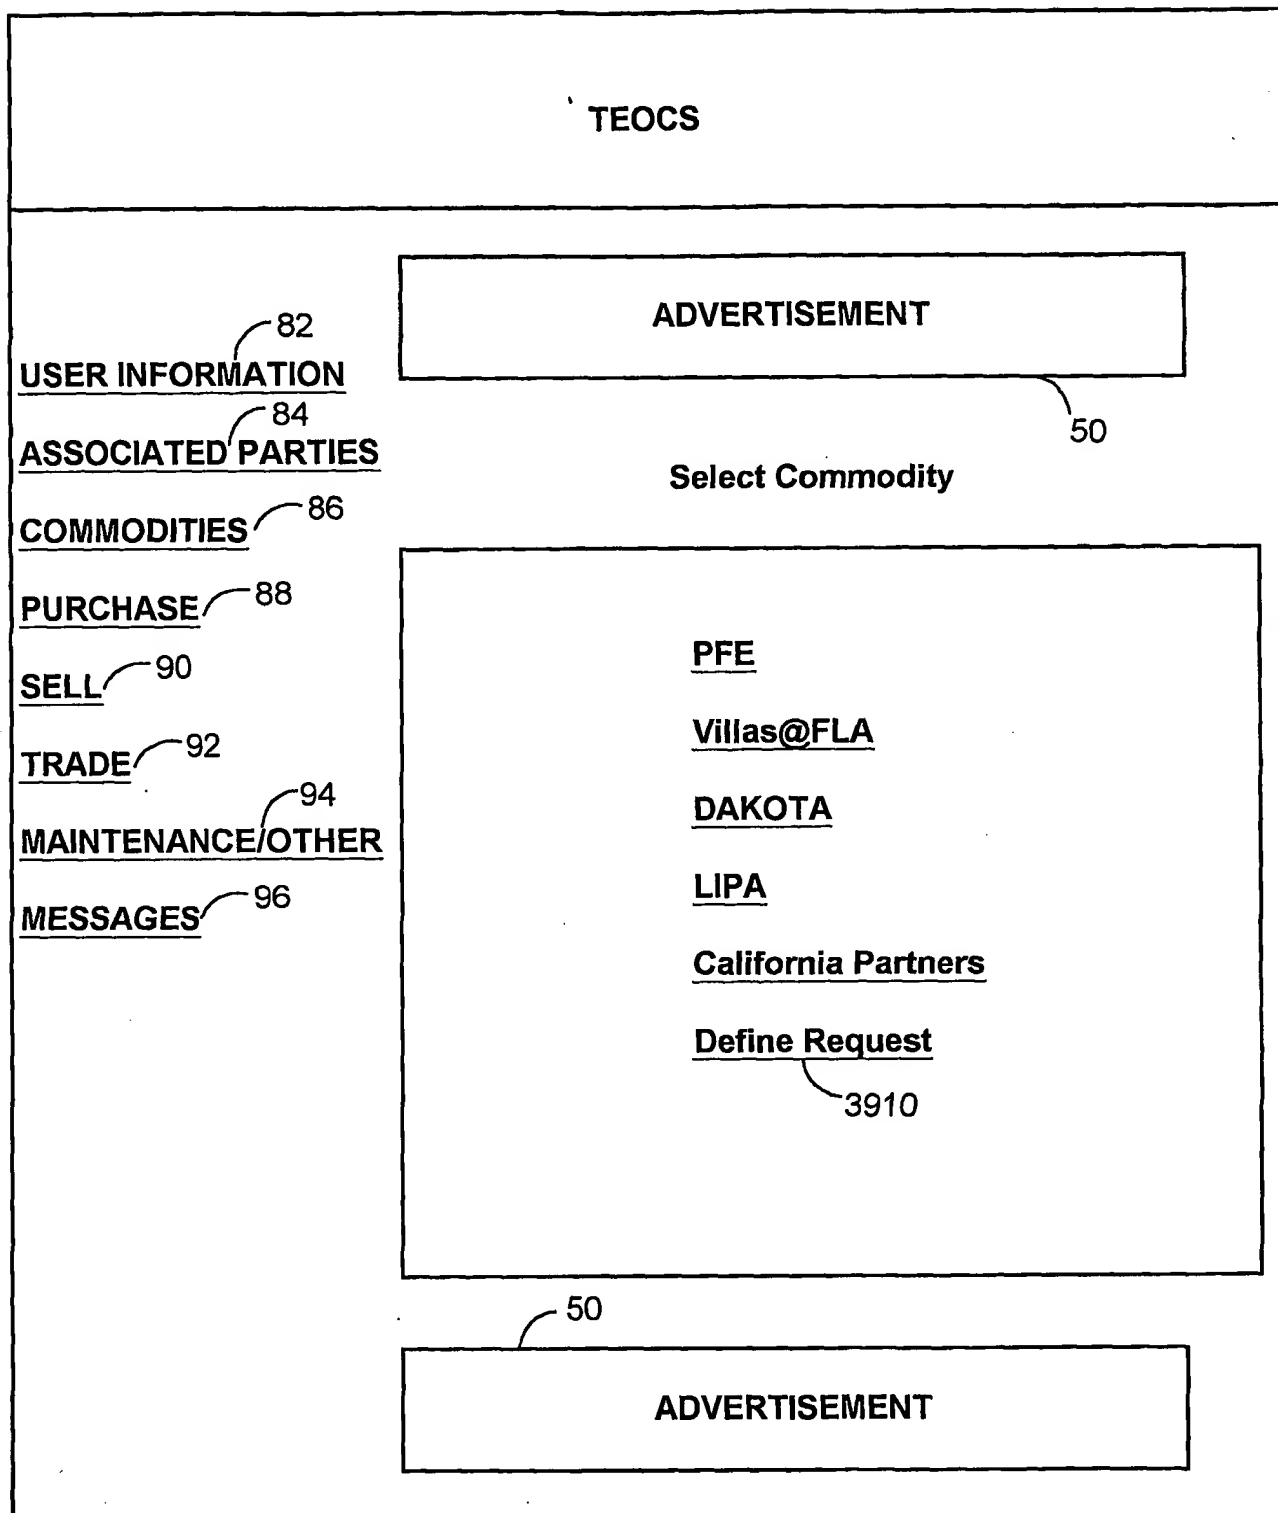 TEOCS
ADVERTISEMENT
50
82
USER INFORMATION
84
ASSOCIATED PARTIES
86
COMMODITIES
88
PURCHASE
90
SELL
92
TRADE
94
MAINTENANCE/OTHER
96
MESSAGES
Select Commodity
PFE
Villas@FLA
DAKOTA
LIPA
California Partners
Define Request
3910
50
ADVERTISEMENT